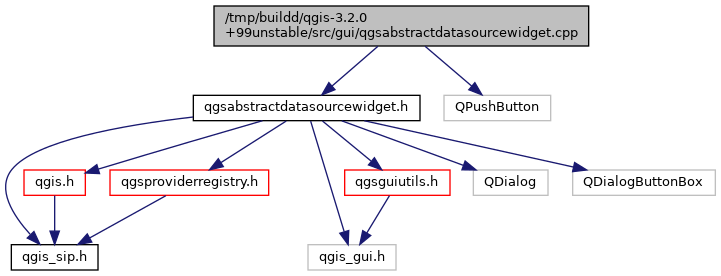 /tmp/buildd/qgis-3.2.0
+99unstable/src/gui/qgsabstractdatasourcewidget.cpp
qgsabstractdatasourcewidget.h
QPushButton
qgis.h
qgsproviderregistry.h
qgsguiutils.h
QDialog
QDialogButtonBox
qgis_sip.h
qgis_gui.h